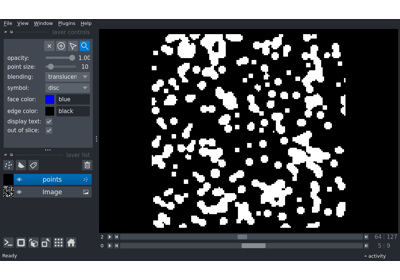 File View Window Plugins Help
layer controls
opacity: 1.00
point size: 10
blending: translucen
symbol: disc
face color: blue
edge color: black
display text:
out of slice:
layer list
points
Image
2 64 127
0 5 9
Ready activity